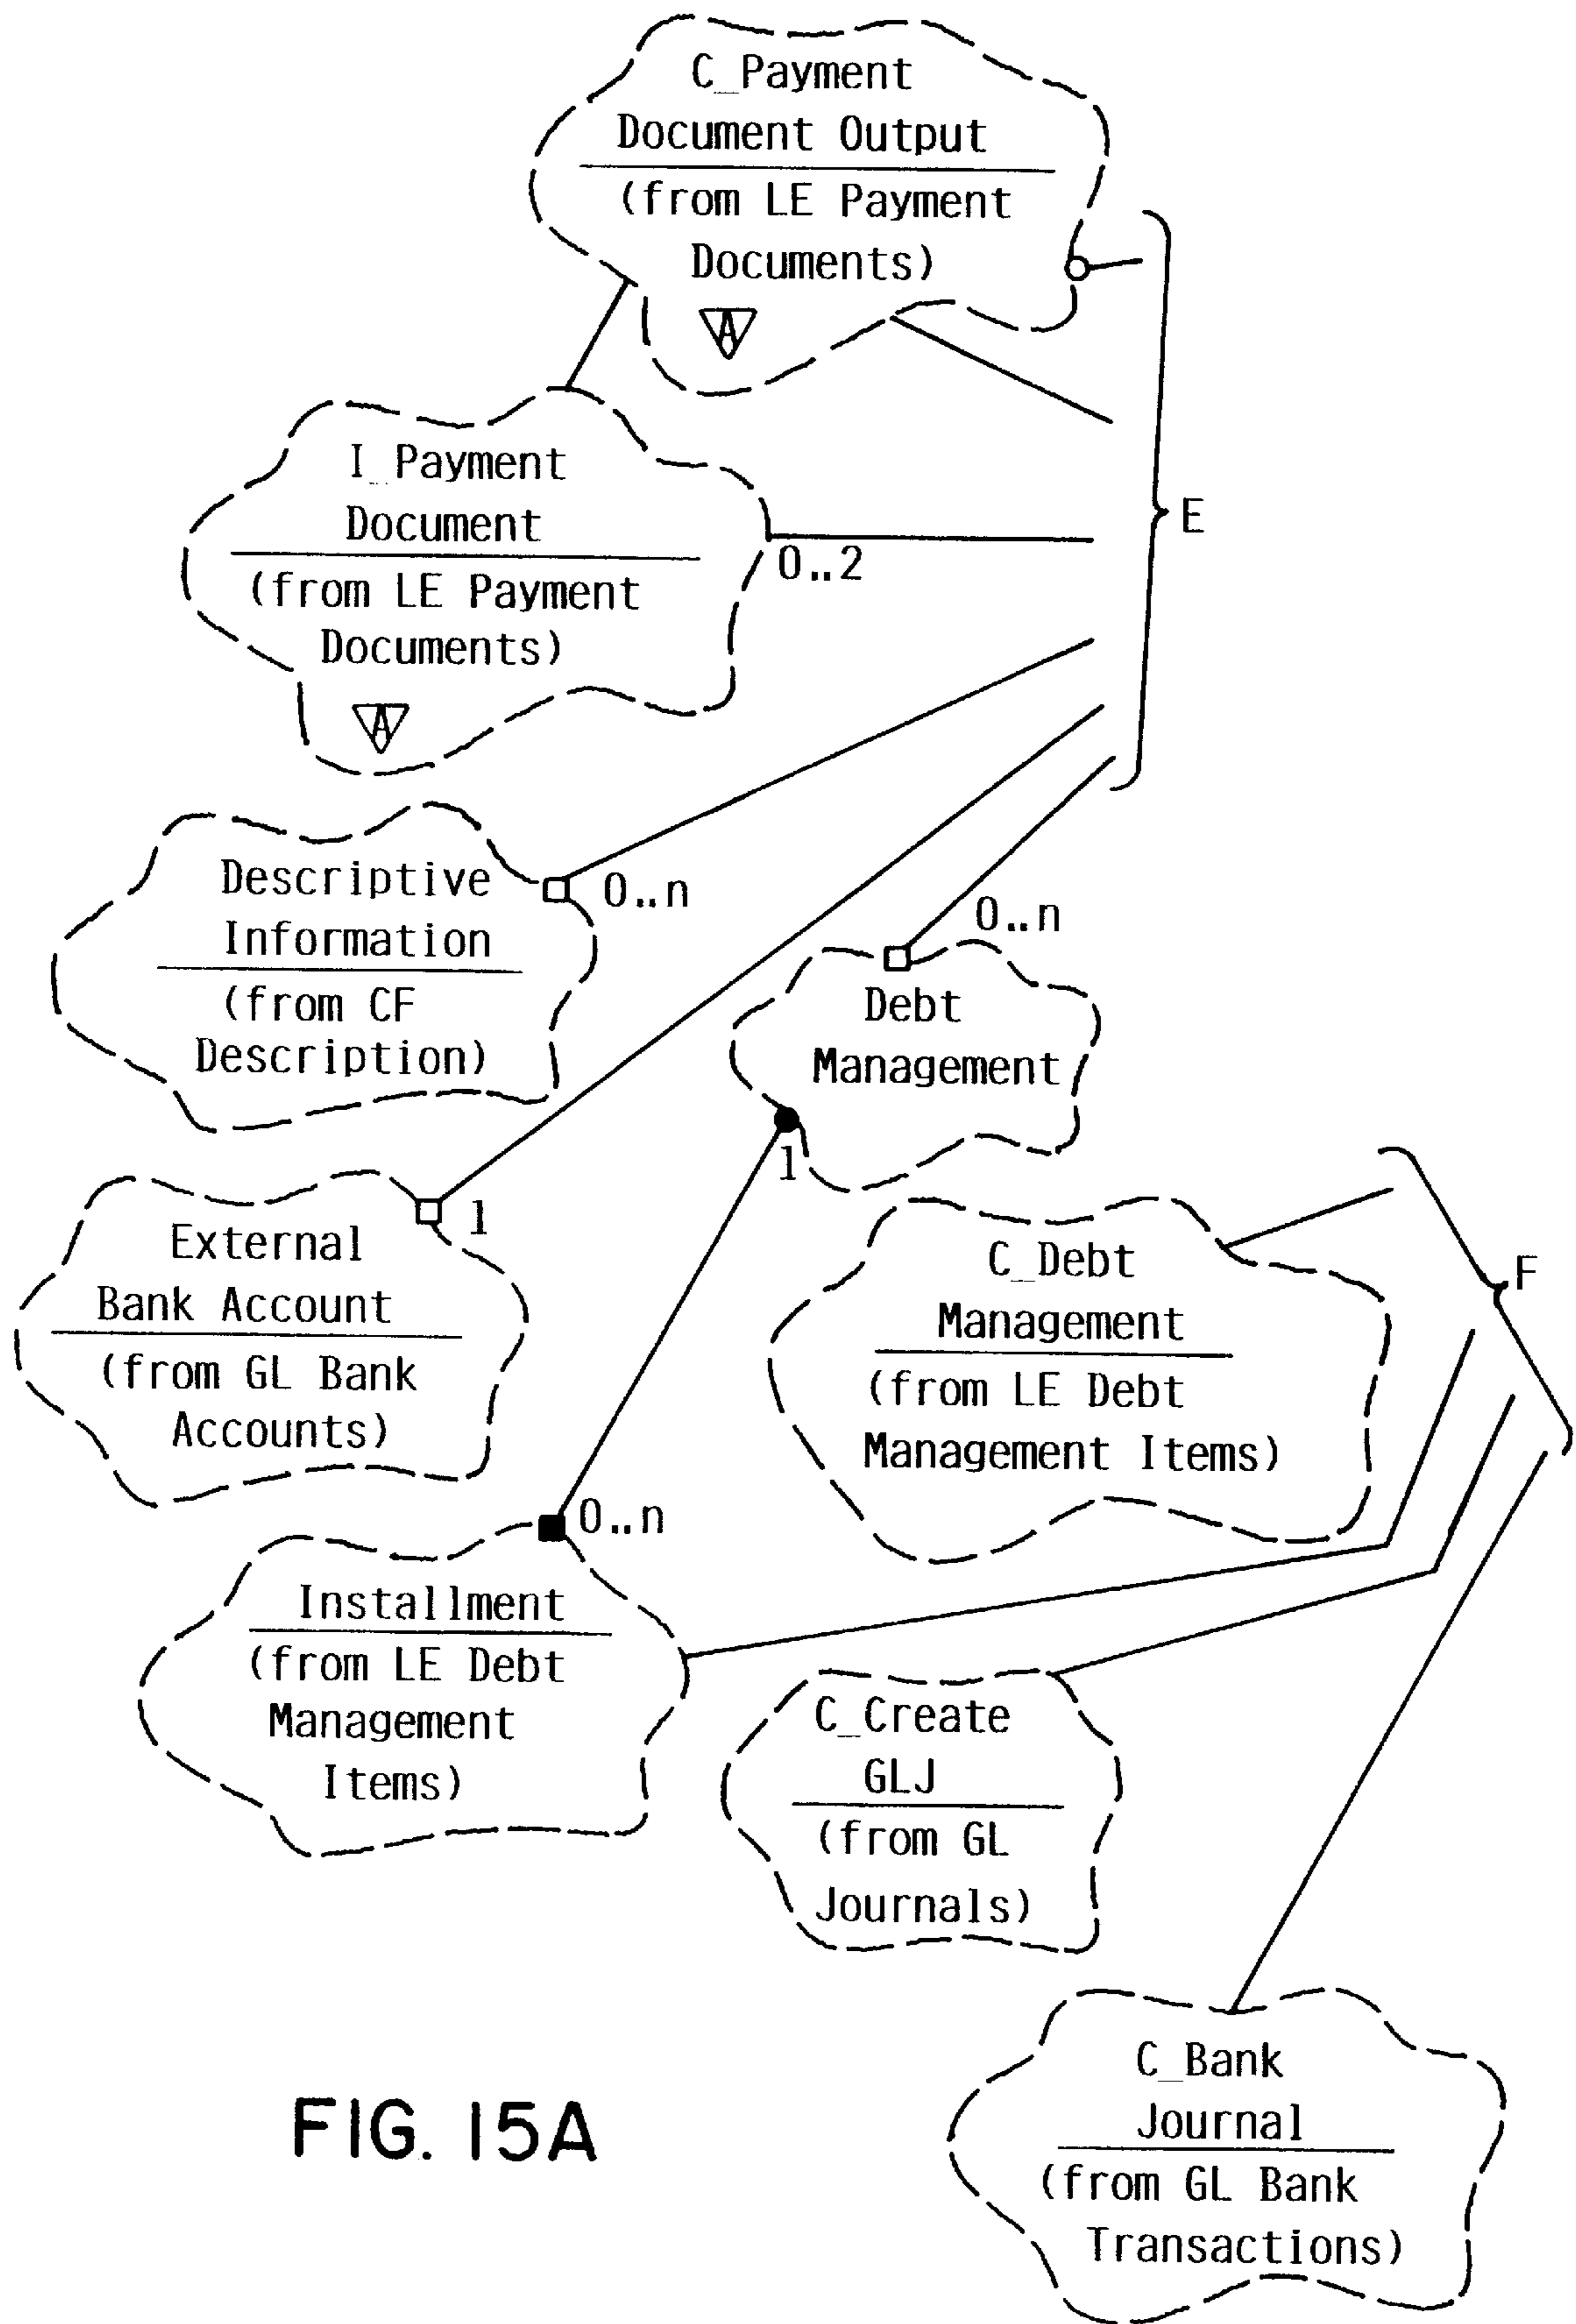 C_Payment
Document Output
(from LE Payment
Documents)
A
E
I_Payment
Document
(from LE Payment
Documents)
A
0..2
Descriptive
Information
(from CF
Description)
0..n
0..n
Debt
Management
1
External
Bank Account
(from GL Bank
Accounts)
1
C_Debt
Management
(from LE Debt
Management Items)
F
0..n
Installment
(from LE Debt
Management
Items)
C_Create
GLJ
(from GL
Journals)
C_Bank
Journal
(from GL Bank
Transactions)
FIG. 15A